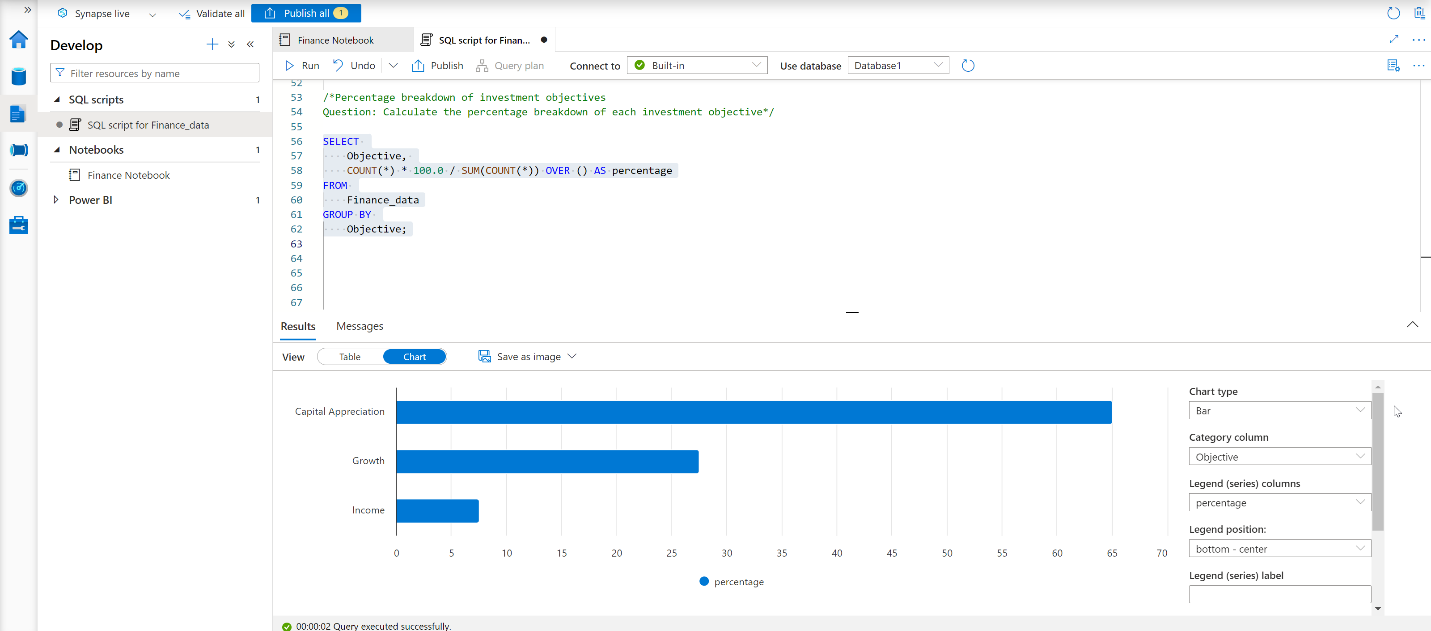 Synapse live
Validate all
Publish all 1
Develop
Filter resources by name
SQL scripts 1
SQL script for Finance_data
Notebooks 1
Finance Notebook
Power BI 1
Finance Notebook
SQL script for Finan...
Run
Undo
Publish
Query plan
Connect to
Built-in
Use database
Database1
52
53 /*Percentage breakdown of investment objectives
54 Question: Calculate the percentage breakdown of each investment objective*/
55
56 SELECT
57 Objective,
58 COUNT(*) * 100.0 / SUM(COUNT(*)) OVER () AS percentage
59 FROM
60 Finance_data
61 GROUP BY
62 Objective;
63
64
65
66
67
Results
Messages
View
Table
Chart
Save as image
Capital Appreciation
Growth
Income
0 5 10 15 20 25 30 35 40 45 50 55 60 65 70
percentage
Chart type
Bar
Category column
Objective
Legend (series) columns
percentage
Legend position:
bottom - center
Legend (series) label
00:00:02 Query executed successfully.